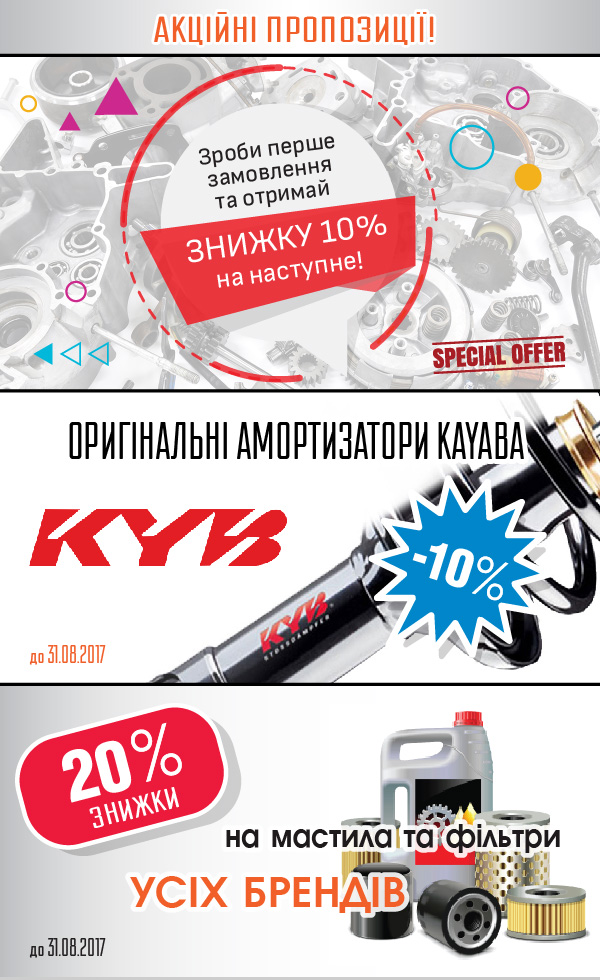 АКЦІЙНІ ПРОПОЗИЦІЇ!
Зроби перше
замовлення
та отримай
ЗНИЖКУ 10%
на наступне!
SPECIAL OFFER
ОРИГІНАЛЬНІ АМОРТИЗАТОРИ KAYABA
KYB
-10%
KYB
до 31.08.2017
20%
ЗНИЖКИ
на мастила та фільтри
УСІХ БРЕНДІВ
до 31.08.2017